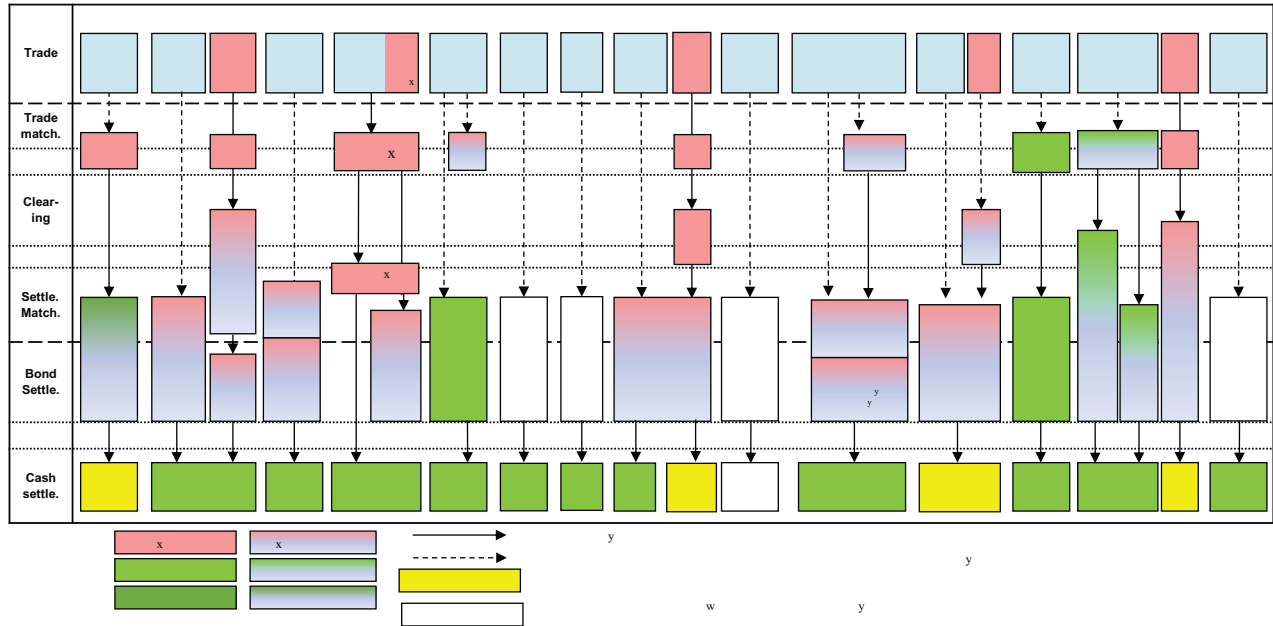 Trade
x
Trade
match.
x
Clear-
ing
x
Settle.
Match.
Bond
Settle.
y
y
Cash
settle.
x
x
y
y
w
y